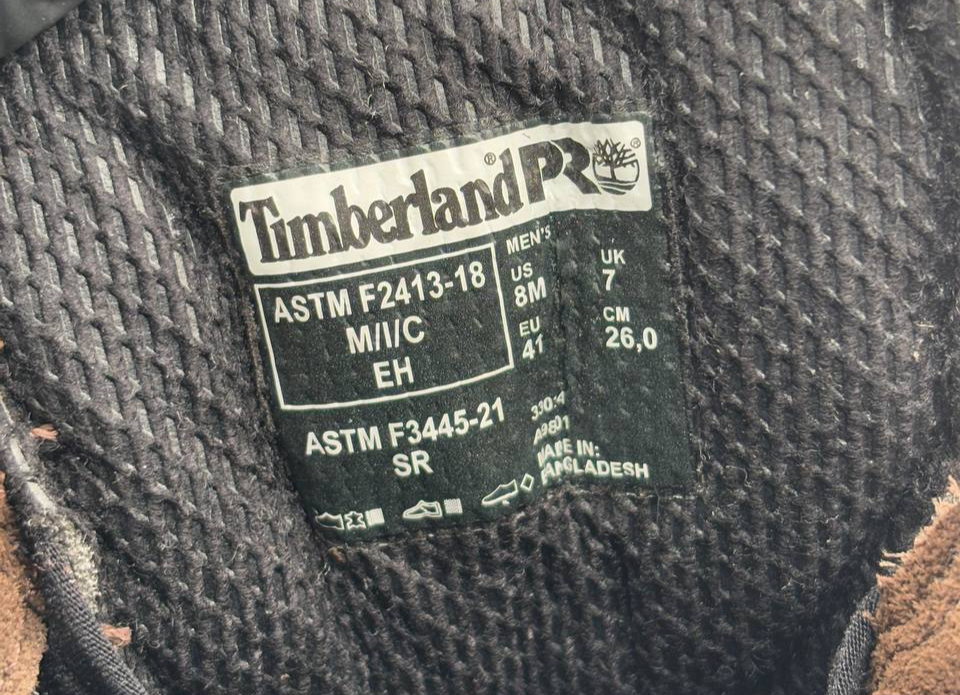 Timberland® PRO®
ASTM F2413-18
M/I/C
EH
MEN'S
US
8M
UK
7
EU
41
CM
26,0
ASTM F3445-21
SR
MADE IN:
BANGLADESH